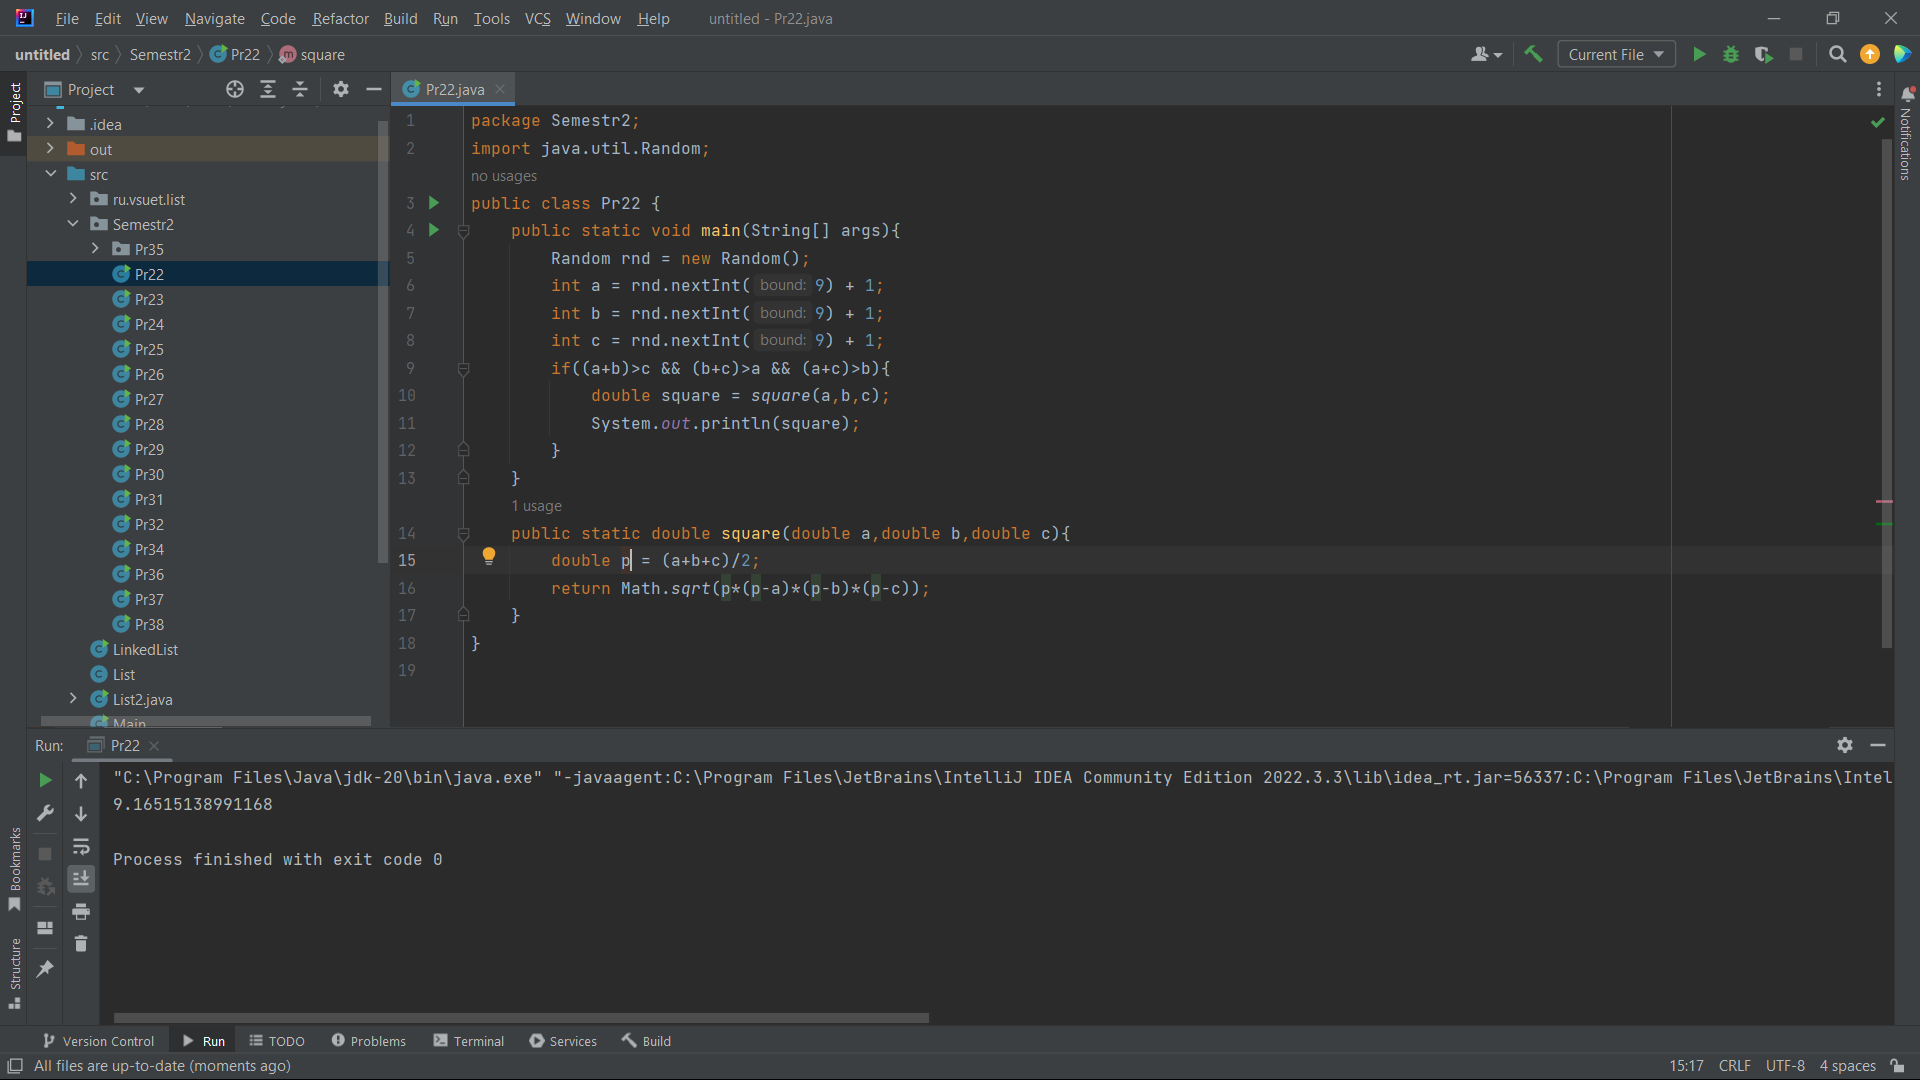 File Edit View Navigate Code Refactor Build Run Tools VCS Window Help untitled - Pr22.java
untitled src Semestr2 Pr22 square Current File
Project
Pr22.java
.idea
out
src
ru.vsuet.list
Semestr2
Pr35
Pr22
Pr23
Pr24
Pr25
Pr26
Pr27
Pr28
Pr29
Pr30
Pr31
Pr32
Pr34
Pr36
Pr37
Pr38
LinkedList
List
List2.java
Main
Project
Bookmarks
Structure
1 package Semestr2;
2 import java.util.Random;
no usages
3 public class Pr22 {
4 public static void main(String[] args){
5 Random rnd = new Random();
6 int a = rnd.nextInt( bound: 9) + 1;
7 int b = rnd.nextInt( bound: 9) + 1;
8 int c = rnd.nextInt( bound: 9) + 1;
9 if((a+b)>c && (b+c)>a && (a+c)>b){
10 double square = square(a,b,c);
11 System.out.println(square);
12 }
13 }
1 usage
14 public static double square(double a,double b,double c){
15 double p = (a+b+c)/2;
16 return Math.sqrt(p*(p-a)*(p-b)*(p-c));
17 }
18 }
19
Notifications
Run: Pr22
"C:\Program Files\Java\jdk-20\bin\java.exe" "-javaagent:C:\Program Files\JetBrains\IntelliJ IDEA Community Edition 2022.3.3\lib\idea_rt.jar=56337:C:\Program Files\JetBrains\Intel
9.16515138991168
Process finished with exit code 0
Version Control Run TODO Problems Terminal Services Build
All files are up-to-date (moments ago) 15:17 CRLF UTF-8 4 spaces